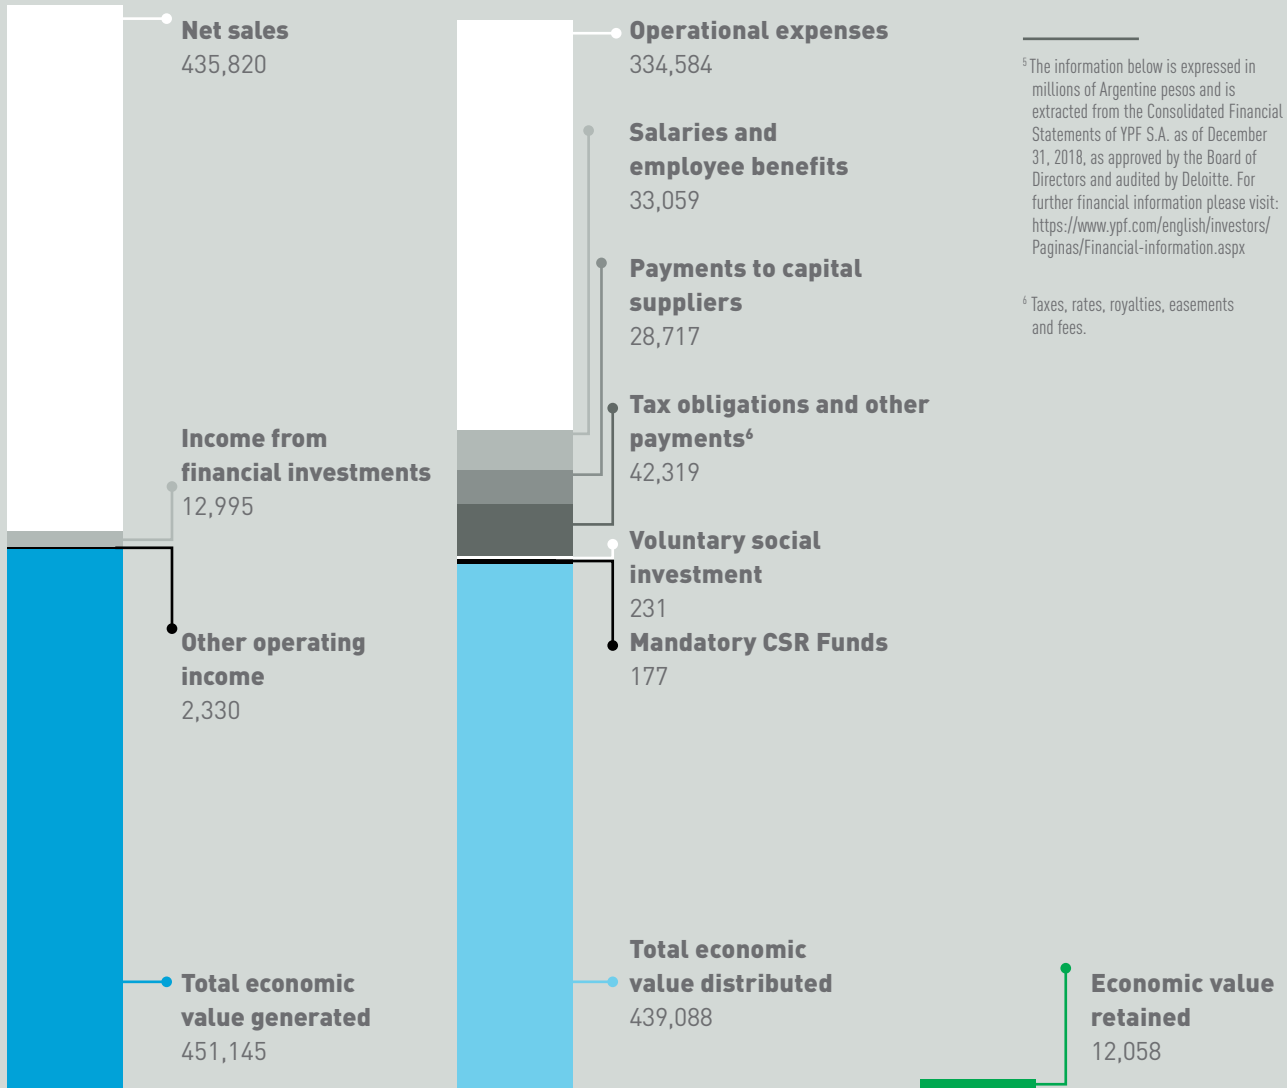 Net sales
435,820
Income from
financial investments
12,995
Other operating
income
2,330
Total economic
value generated
451,145
Operational expenses
334,584
Salaries and
employee benefits
33,059
Payments to capital
suppliers
28,717
Tax obligations and other
payments⁶
42,319
Voluntary social
investment
231
Mandatory CSR Funds
177
Total economic
value distributed
439,088
⁵ The information below is expressed in
millions of Argentine pesos and is
extracted from the Consolidated Financial
Statements of YPF S.A. as of December
31, 2018, as approved by the Board of
Directors and audited by Deloitte. For
further financial information please visit:
https://www.ypf.com/english/investors/
Paginas/Financial-information.aspx
⁶ Taxes, rates, royalties, easements
and fees.
Economic value
retained
12,058